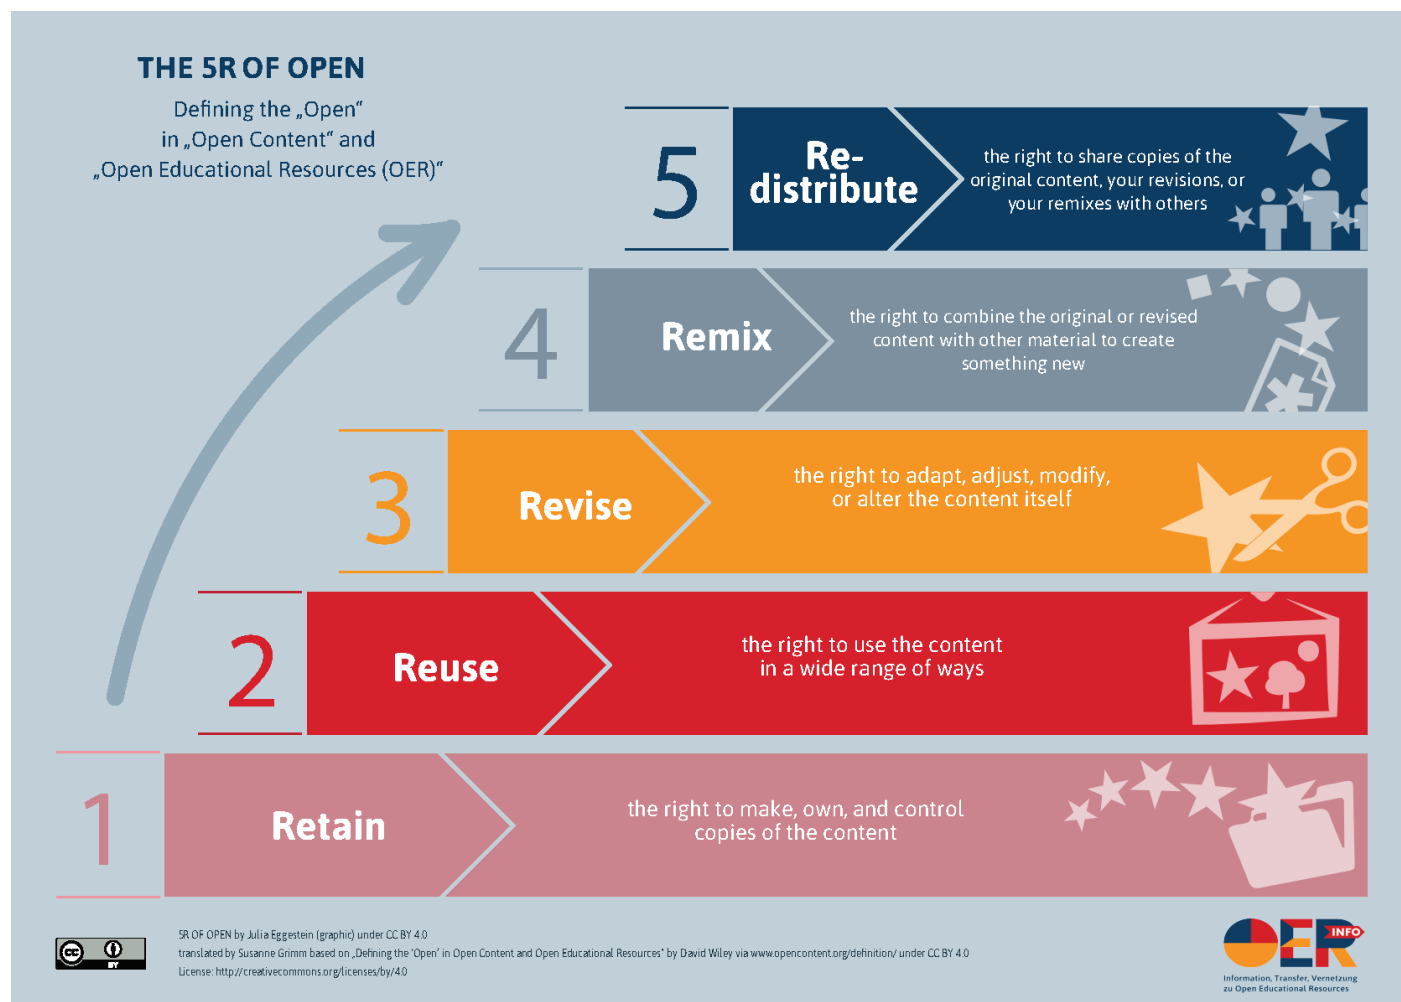 THE 5R OF OPEN
Defining the „Open“
in „Open Content“ and
„Open Educational Resources (OER)“
5
Re-
distribute
the right to share copies of the
original content, your revisions, or
your remixes with others
4
Remix
the right to combine the original or revised
content with other material to create
something new
3
Revise
the right to adapt, adjust, modify,
or alter the content itself
2
Reuse
the right to use the content
in a wide range of ways
1
Retain
the right to make, own, and control
copies of the content
cc
BY
5R OF OPEN by Julia Eggestein (graphic) under CC BY 4.0
translated by Susanne Grimm based on „Defining the 'Open' in Open Content and Open Educational Resources“ by David Wiley via www.opencontent.org/definition/ under CC BY 4.0
License: http://creativecommons.org/licenses/by/4.0
OER INFO
Information, Transfer, Vernetzung
zu Open Educational Resources